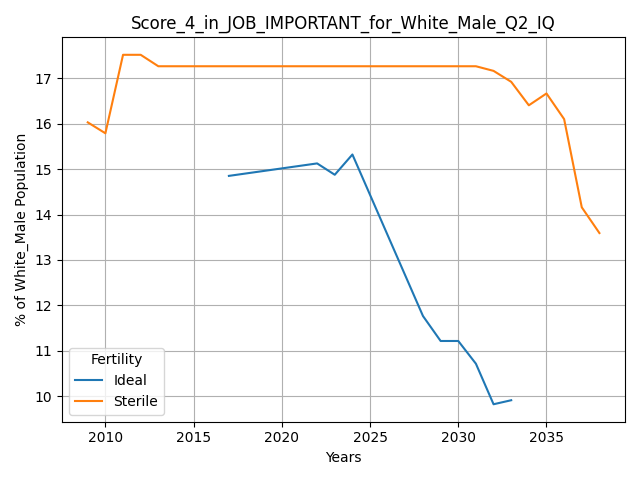 Score_4_in_JOB_IMPORTANT_for_White_Male_Q2_IQ
% of White_Male Population
17
16
15
14
13
12
11
10
Fertility
Ideal
Sterile
2010 2015 2020 2025 2030 2035
Years